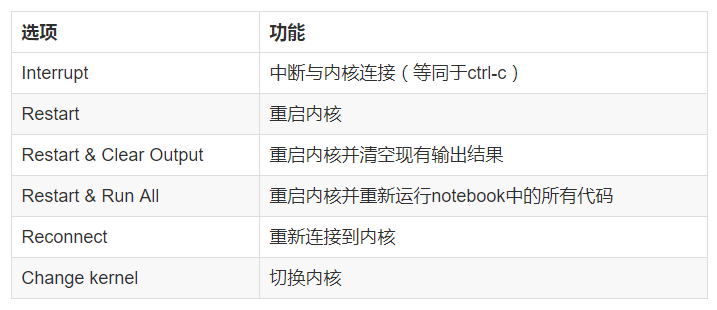 选项 功能
Interrupt 中断与内核连接（等同于ctrl-c）
Restart 重启内核
Restart & Clear Output 重启内核并清空现有输出结果
Restart & Run All 重启内核并重新运行notebook中的所有代码
Reconnect 重新连接到内核
Change kernel 切换内核